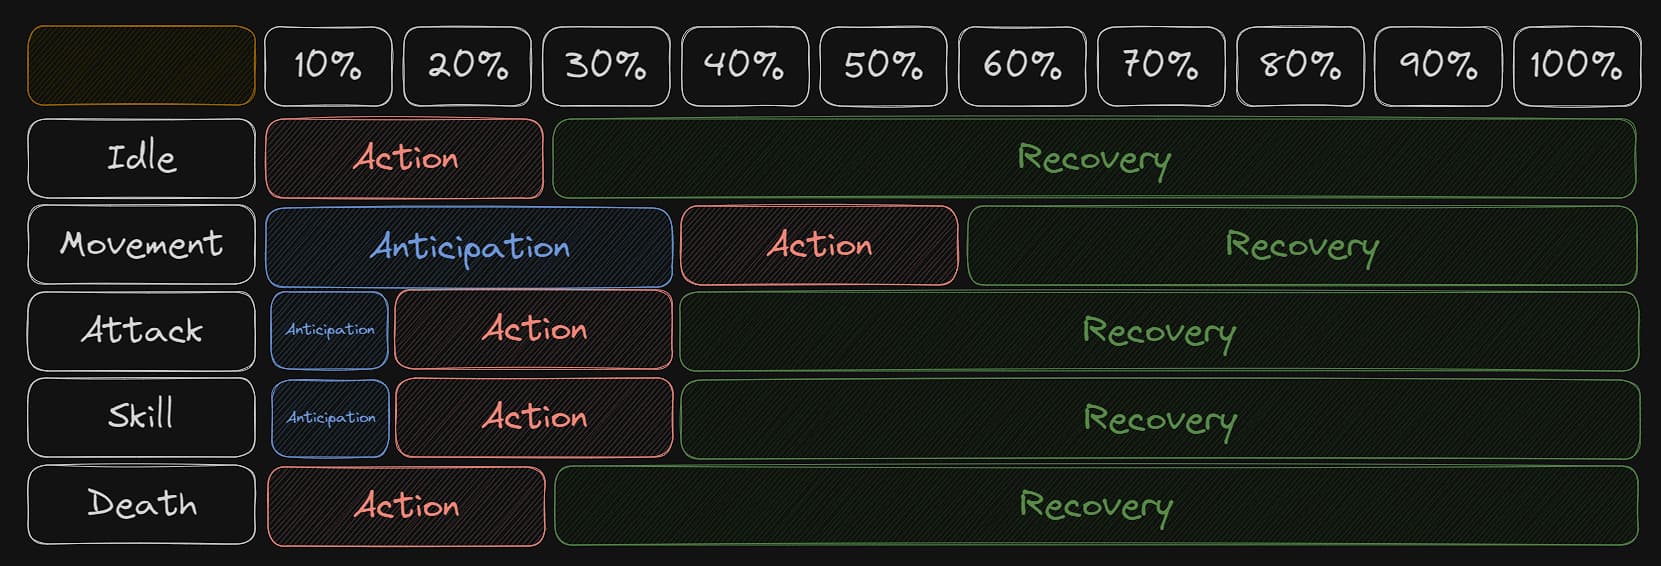 10% 20% 30% 40% 50% 60% 70% 80% 90% 100%
Idle Action Recovery
Movement Anticipation Action Recovery
Attack Anticipation Action Recovery
Skill Anticipation Action Recovery
Death Action Recovery